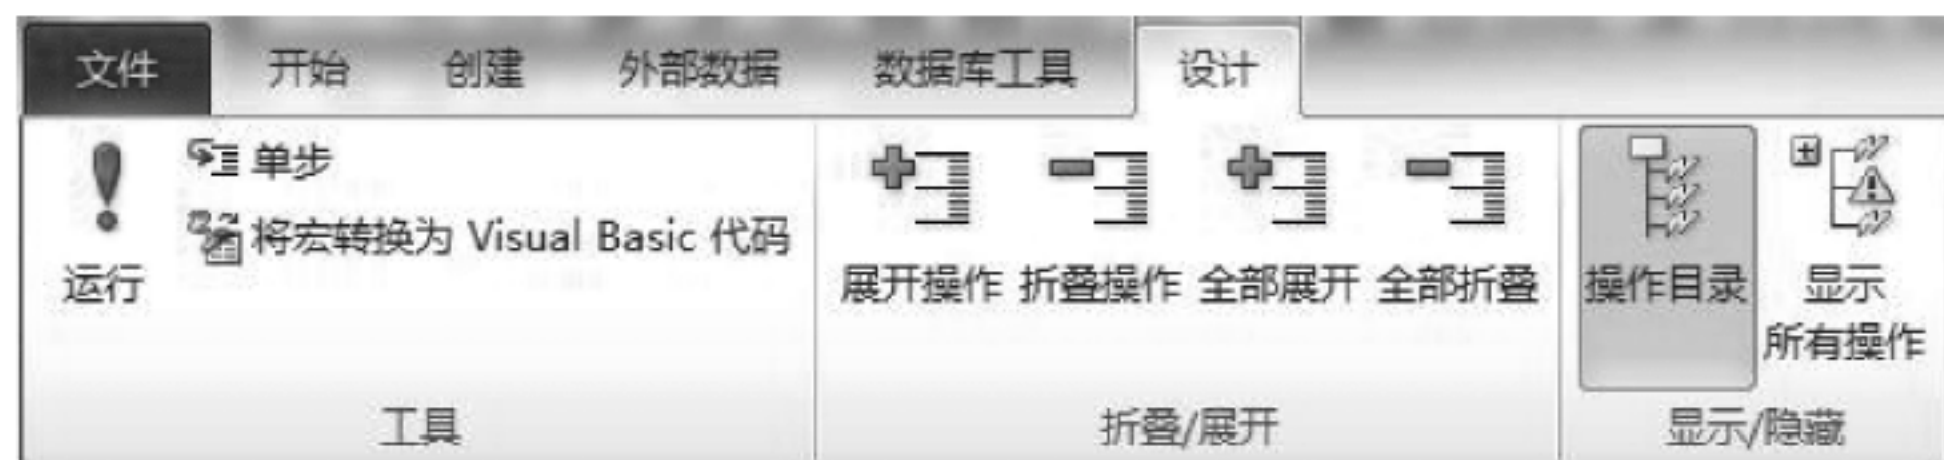 文件 开始 创建 外部数据 数据库工具 设计
单步
将宏转换为 Visual Basic 代码
运行
展开操作 折叠操作 全部展开 全部折叠
操作目录
显示
所有操作
工具 折叠/展开 显示/隐藏